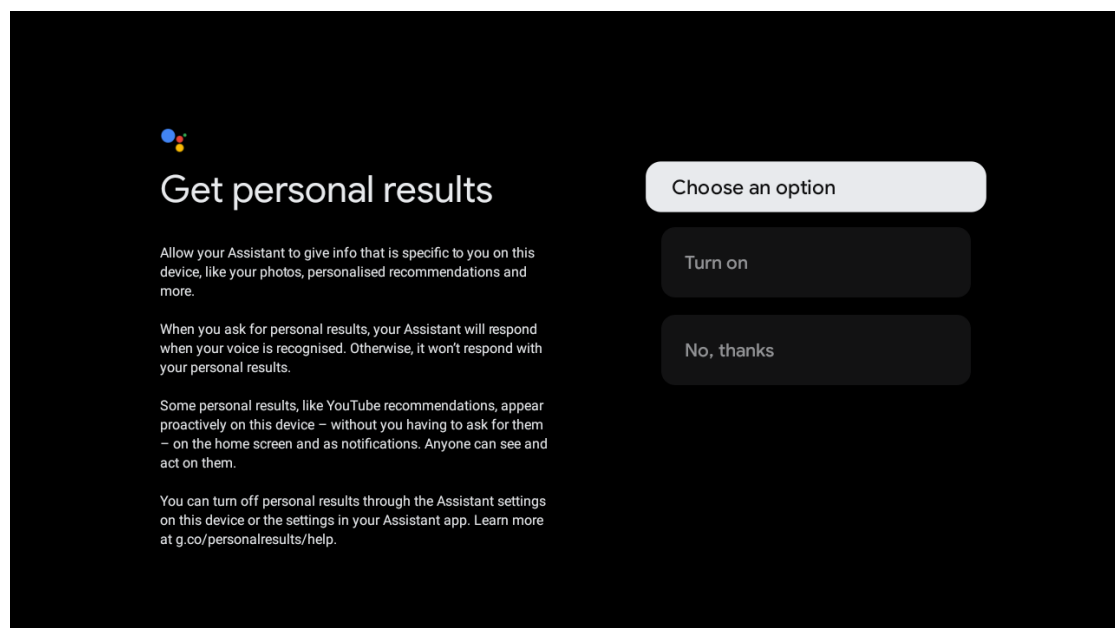 Get personal results
Allow your Assistant to give info that is specific to you on this
device, like your photos, personalised recommendations and
more.
When you ask for personal results, your Assistant will respond
when your voice is recognised. Otherwise, it won't respond with
your personal results.
Some personal results, like YouTube recommendations, appear
proactively on this device – without you having to ask for them
– on the home screen and as notifications. Anyone can see and
act on them.
You can turn off personal results through the Assistant settings
on this device or the settings in your Assistant app. Learn more
at g.co/personalresults/help.
Choose an option
Turn on
No, thanks